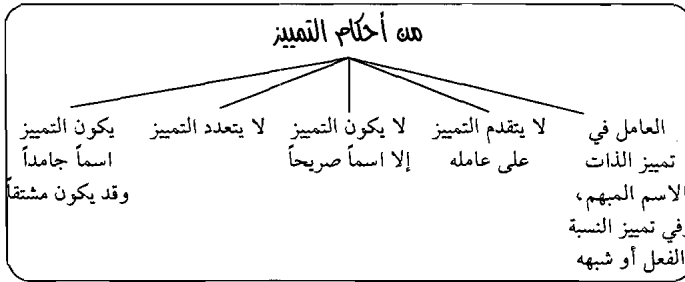 من أحكام التمييز
العامل في
تمييز الذات
الاسم المبهم،
وفي تمييز النسبة
الفعل أو شبهه
لا يتقدم التمييز
على عامله
لا يكون التمييز
إلا اسماً صريحاً
لا يتعدد التمييز
يكون التمييز
اسماً جامداً
وقد يكون مشتقاً